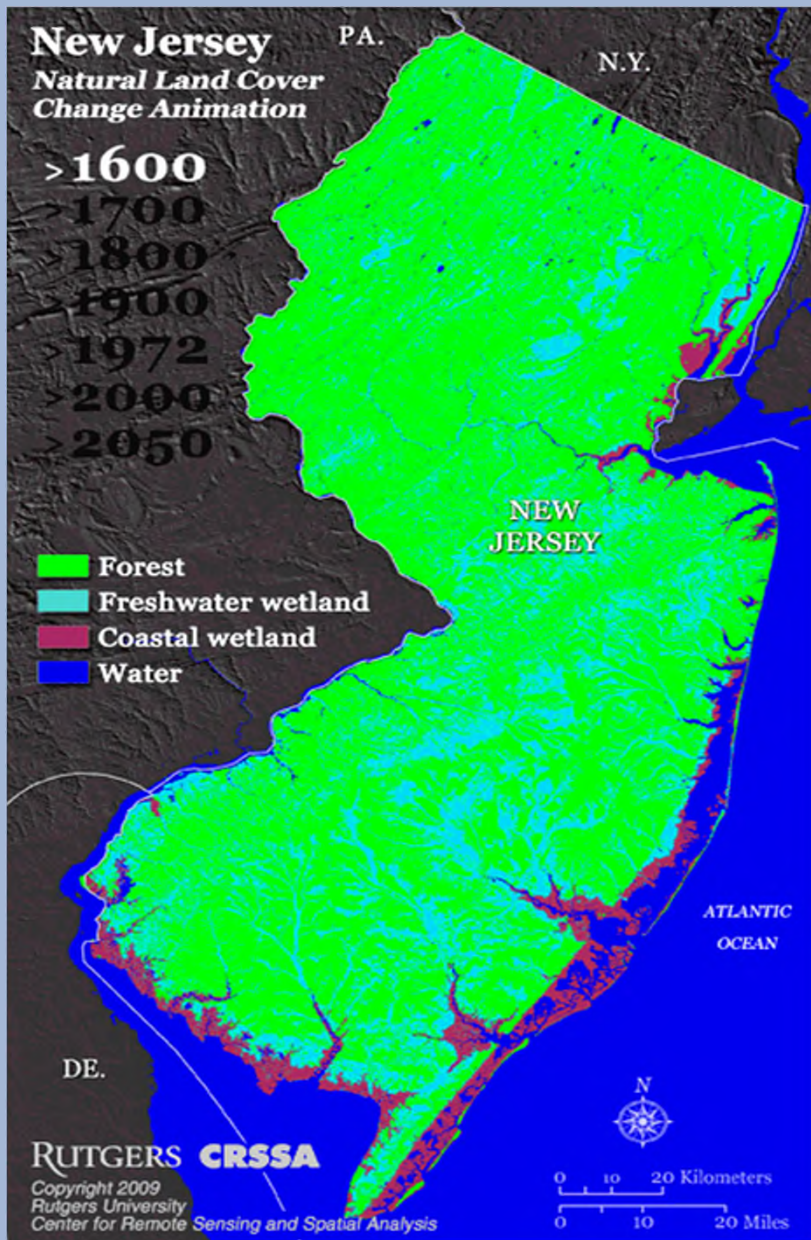 New Jersey
Natural Land Cover
Change Animation
PA.
N.Y.
>1600
>1700
>1800
>1900
>1972
>2000
>2050
NEW
JERSEY
Forest
Freshwater wetland
Coastal wetland
Water
ATLANTIC
OCEAN
DE.
N
RUTGERS CRSSA
Copyright 2009
Rutgers University
Center for Remote Sensing and Spatial Analysis
0 10 20 Kilometers
0 10 20 Miles